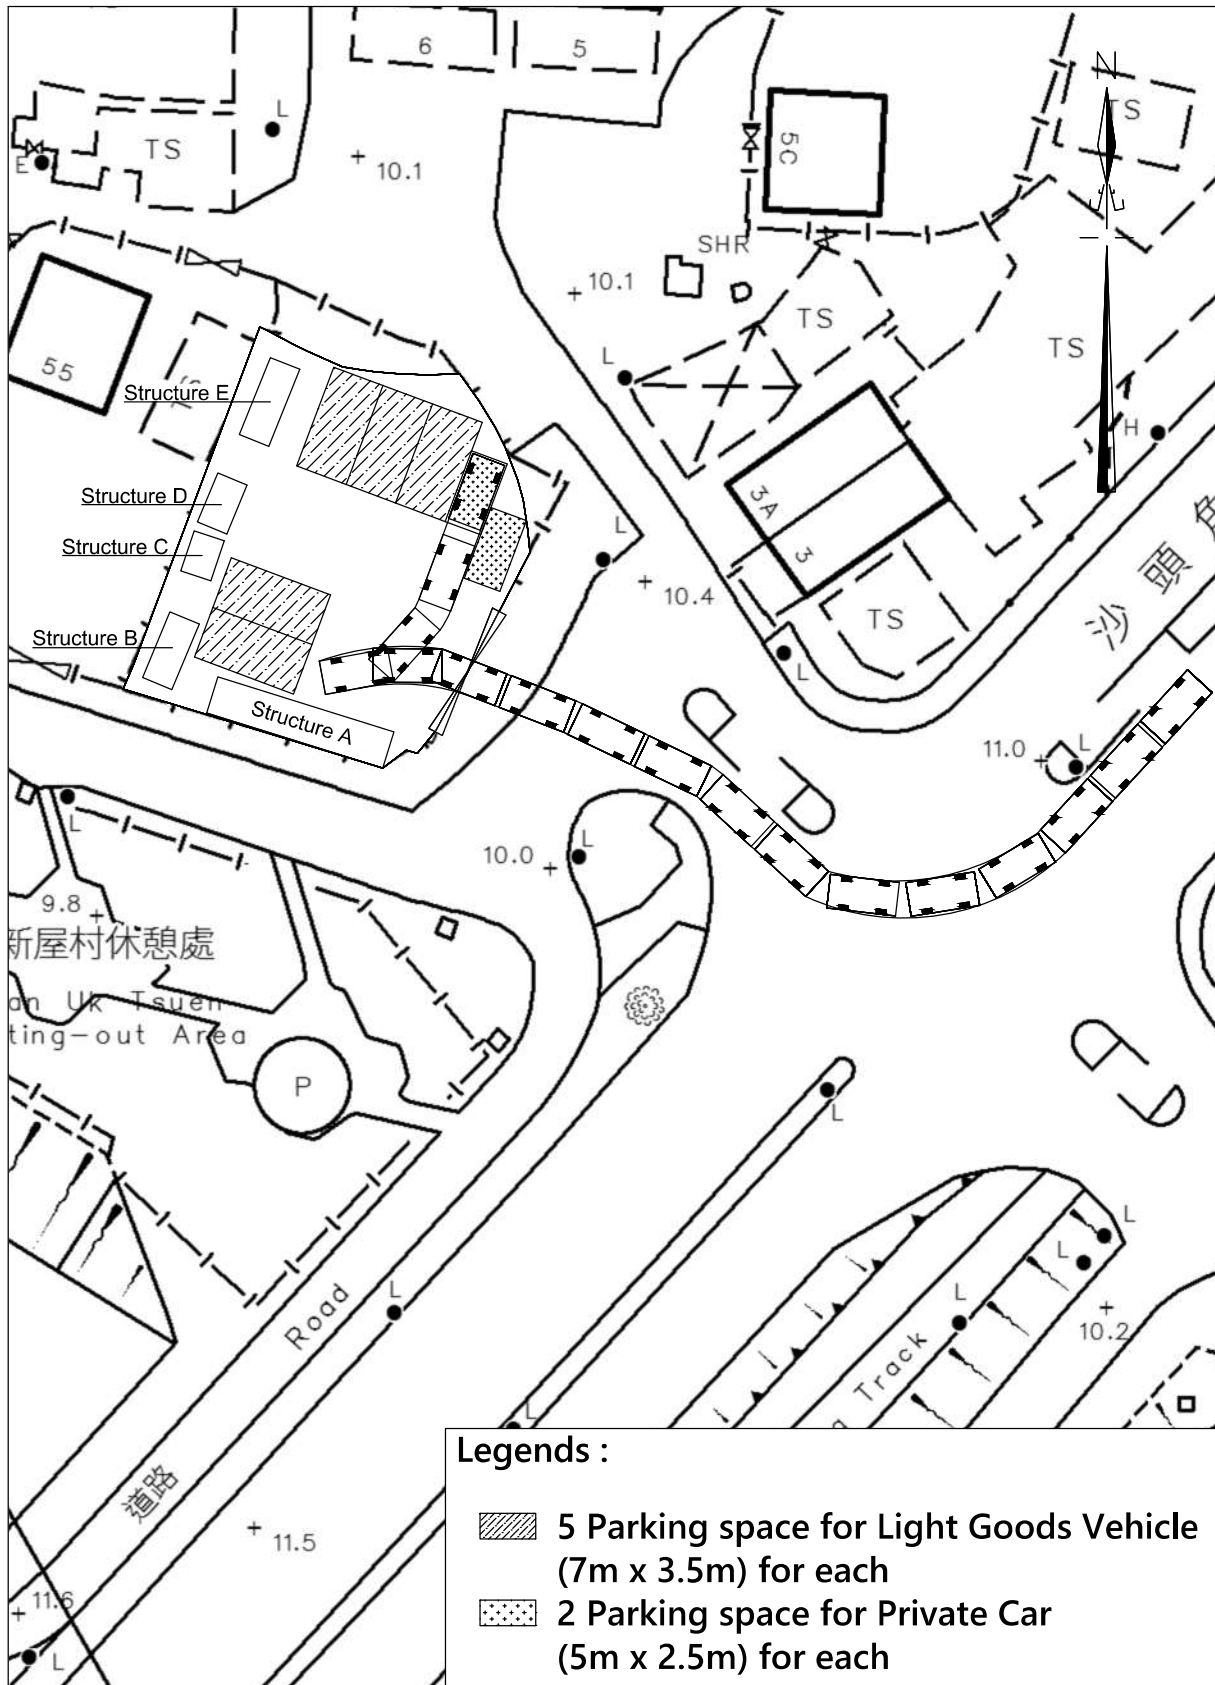 6
5
N
TS
L
5C
TS
E
10.1
SHR
10.1
TS
TS
L
55
Structure E
H
Structure D
3A
L
Structure C
3
10.4
沙頭角
TS
Structure B
L
Structure A
11.0
L
L
10.0
L
9.8
新屋村休憩處
an Uk Tsuen
ting-out Area
P
L
L
L
L
Road
L
10.2
Track
L
道路
11.5
11.6
L
Legends :
5 Parking space for Light Goods Vehicle
(7m x 3.5m) for each
2 Parking space for Private Car
(5m x 2.5m) for each